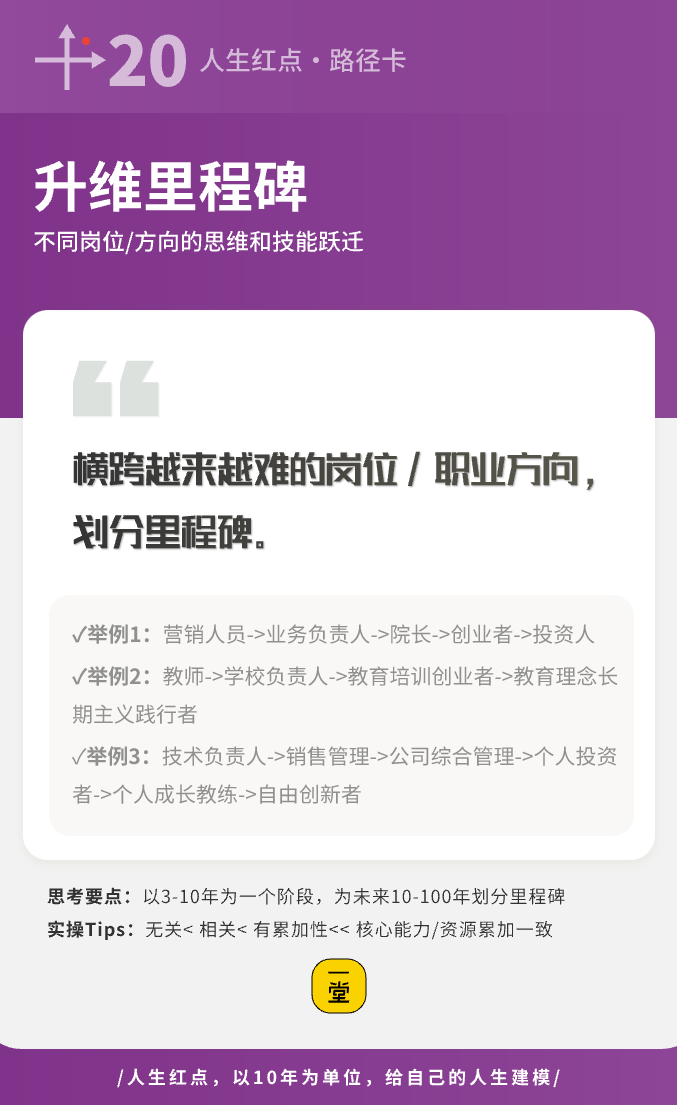 20 人生红点·路径卡
升维里程碑
不同岗位/方向的思维和技能跃迁
横跨越来越难的岗位 / 职业方向，
划分里程碑。
✓举例1：营销人员->业务负责人->院长->创业者->投资人
✓举例2：教师->学校负责人->教育培训创业者->教育理念长
期主义践行者
✓举例3：技术负责人->销售管理->公司综合管理->个人投资
者->个人成长教练->自由创新者
思考要点：以3-10年为一个阶段，为未来10-100年划分里程碑
实操Tips：无关< 相关< 有累加性<< 核心能力/资源累加一致
一
堂
/人生红点，以10年为单位，给自己的人生建模/